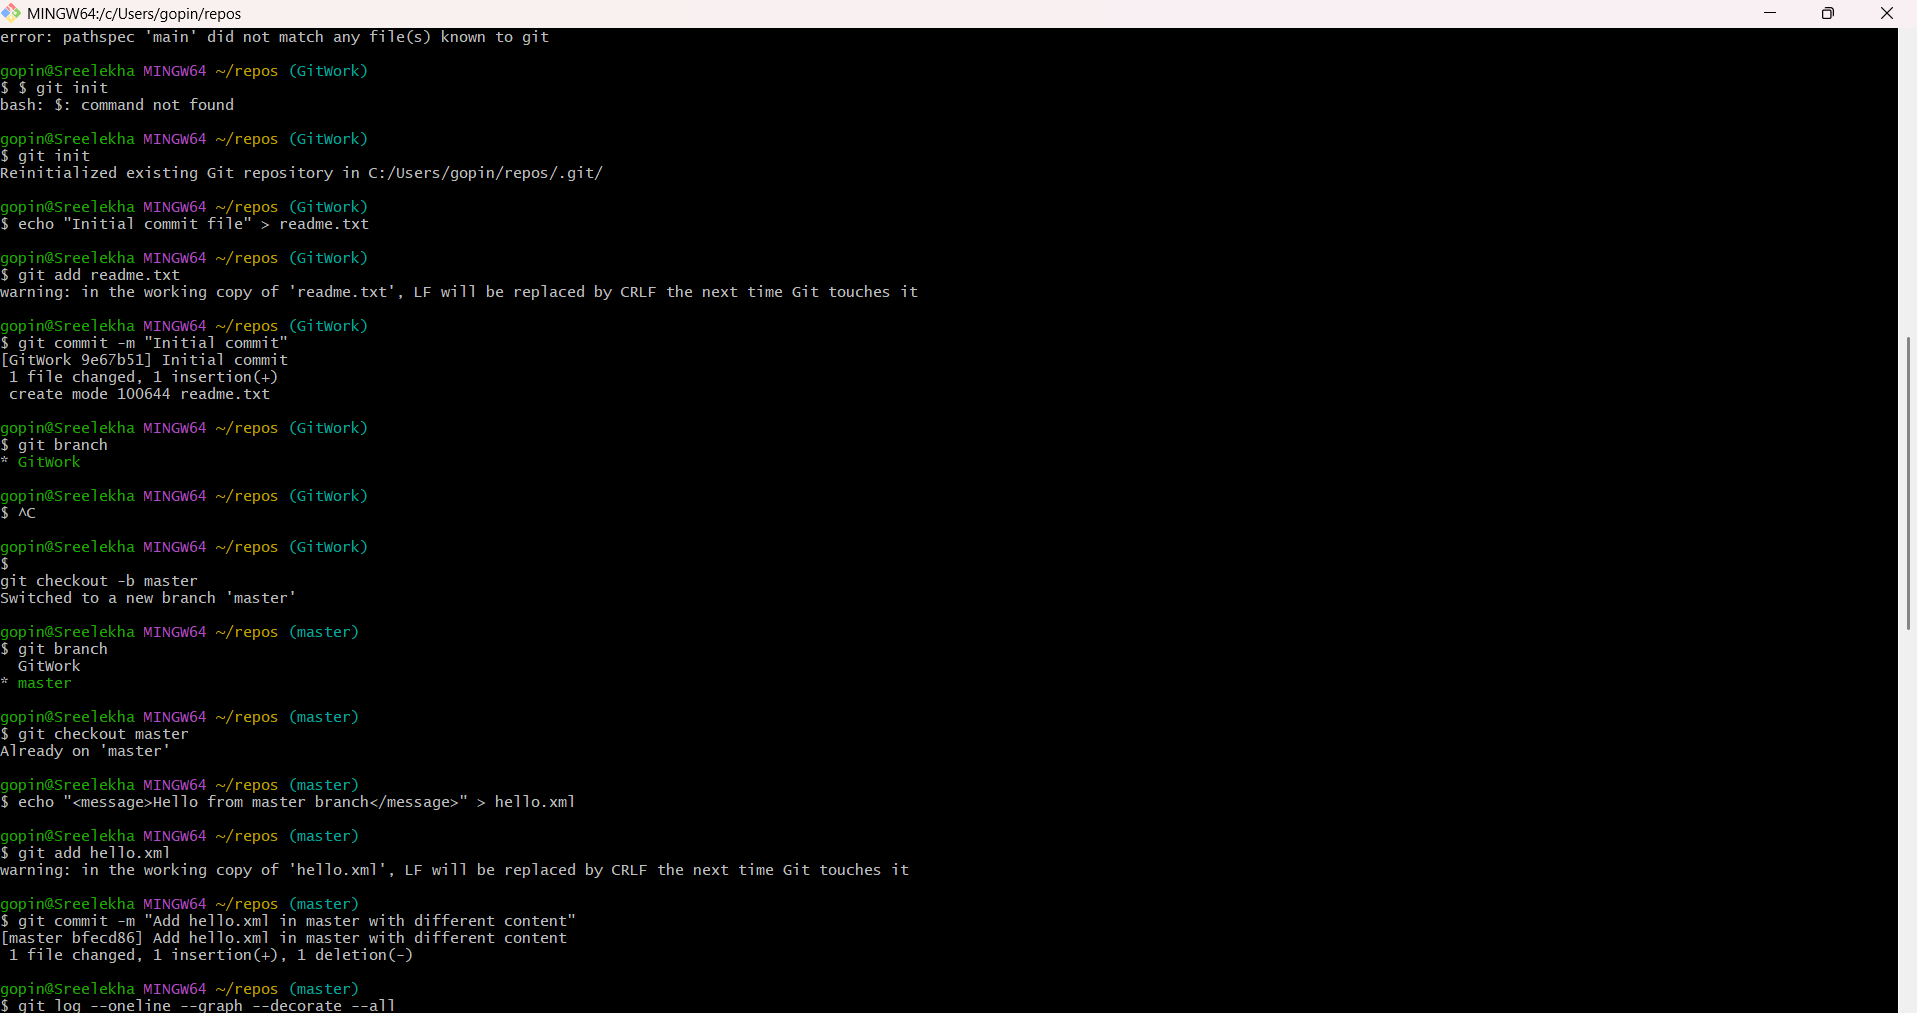 MINGW64:/c/Users/gopin/repos
error: pathspec 'main' did not match any file(s) known to git
gopin@Sreelekha MINGW64 ~/repos (GitWork)
$ $ git init
bash: $: command not found
gopin@Sreelekha MINGW64 ~/repos (GitWork)
$ git init
Reinitialized existing Git repository in C:/Users/gopin/repos/.git/
gopin@Sreelekha MINGW64 ~/repos (GitWork)
$ echo "Initial commit file" > readme.txt
gopin@Sreelekha MINGW64 ~/repos (GitWork)
$ git add readme.txt
warning: in the working copy of 'readme.txt', LF will be replaced by CRLF the next time Git touches it
gopin@Sreelekha MINGW64 ~/repos (GitWork)
$ git commit -m "Initial commit"
[GitWork 9e67b51] Initial commit
 1 file changed, 1 insertion(+)
 create mode 100644 readme.txt
gopin@Sreelekha MINGW64 ~/repos (GitWork)
$ git branch
* GitWork
gopin@Sreelekha MINGW64 ~/repos (GitWork)
$ ^C
gopin@Sreelekha MINGW64 ~/repos (GitWork)
$
git checkout -b master
Switched to a new branch 'master'
gopin@Sreelekha MINGW64 ~/repos (master)
$ git branch
  GitWork
* master
gopin@Sreelekha MINGW64 ~/repos (master)
$ git checkout master
Already on 'master'
gopin@Sreelekha MINGW64 ~/repos (master)
$ echo "<message>Hello from master branch</message>" > hello.xml
gopin@Sreelekha MINGW64 ~/repos (master)
$ git add hello.xml
warning: in the working copy of 'hello.xml', LF will be replaced by CRLF the next time Git touches it
gopin@Sreelekha MINGW64 ~/repos (master)
$ git commit -m "Add hello.xml in master with different content"
[master bfecd86] Add hello.xml in master with different content
 1 file changed, 1 insertion(+), 1 deletion(-)
gopin@Sreelekha MINGW64 ~/repos (master)
$ git log --oneline --graph --decorate --all